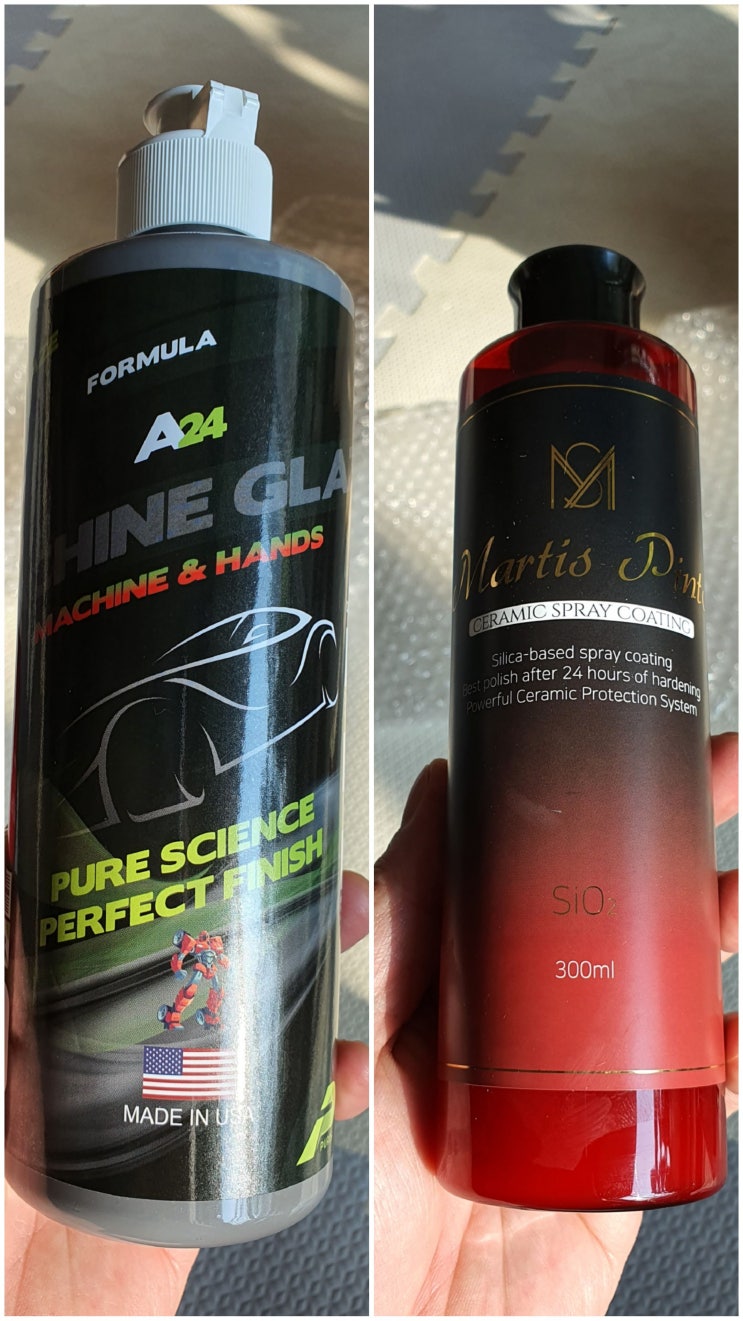 FORMULA
A24
HINE GLA
MACHINE & HANDS
PURE SCIENCE
PERFECT FINISH
MADE IN USA
Martis Pint
CERAMIC SPRAY COATING
Silica-based spray coating
Best polish after 24 hours of hardening
Powerful Ceramic Protection System
SiO₂
300ml